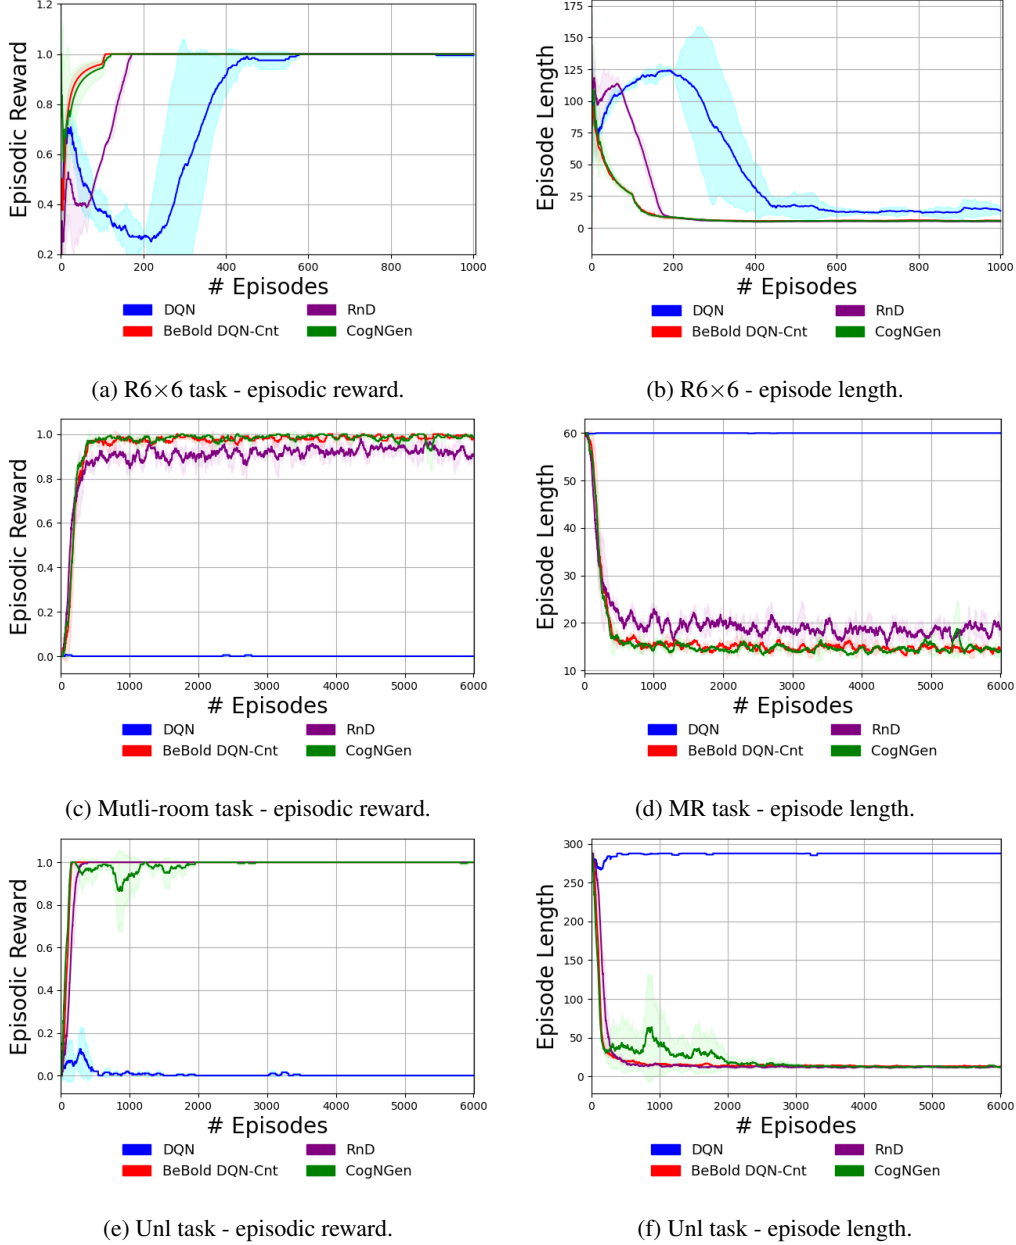 1.2
1.0
0.8
0.6
0.4
0.2
Episodic Reward
0
200
400
600
800
1000
# Episodes
DQN
RnD
BeBold DQN-Cnt
CogNGen
(a) R6×6 task - episodic reward.
175
150
125
100
75
50
25
0
Episode Length
0
200
400
600
800
1000
# Episodes
DQN
RnD
BeBold DQN-Cnt
CogNGen
(b) R6×6 - episode length.
1.0
0.8
0.6
0.4
0.2
0.0
Episodic Reward
0
1000
2000
3000
4000
5000
6000
# Episodes
DQN
RnD
BeBold DQN-Cnt
CogNGen
(c) Mutli-room task - episodic reward.
60
50
40
30
20
10
Episode Length
0
1000
2000
3000
4000
5000
6000
# Episodes
DQN
RnD
BeBold DQN-Cnt
CogNGen
(d) MR task - episode length.
1.0
0.8
0.6
0.4
0.2
0.0
Episodic Reward
0
1000
2000
3000
4000
5000
6000
# Episodes
DQN
RnD
BeBold DQN-Cnt
CogNGen
(e) Unl task - episodic reward.
300
250
200
150
100
50
0
Episode Length
0
1000
2000
3000
4000
5000
6000
# Episodes
DQN
RnD
BeBold DQN-Cnt
CogNGen
(f) Unl task - episode length.